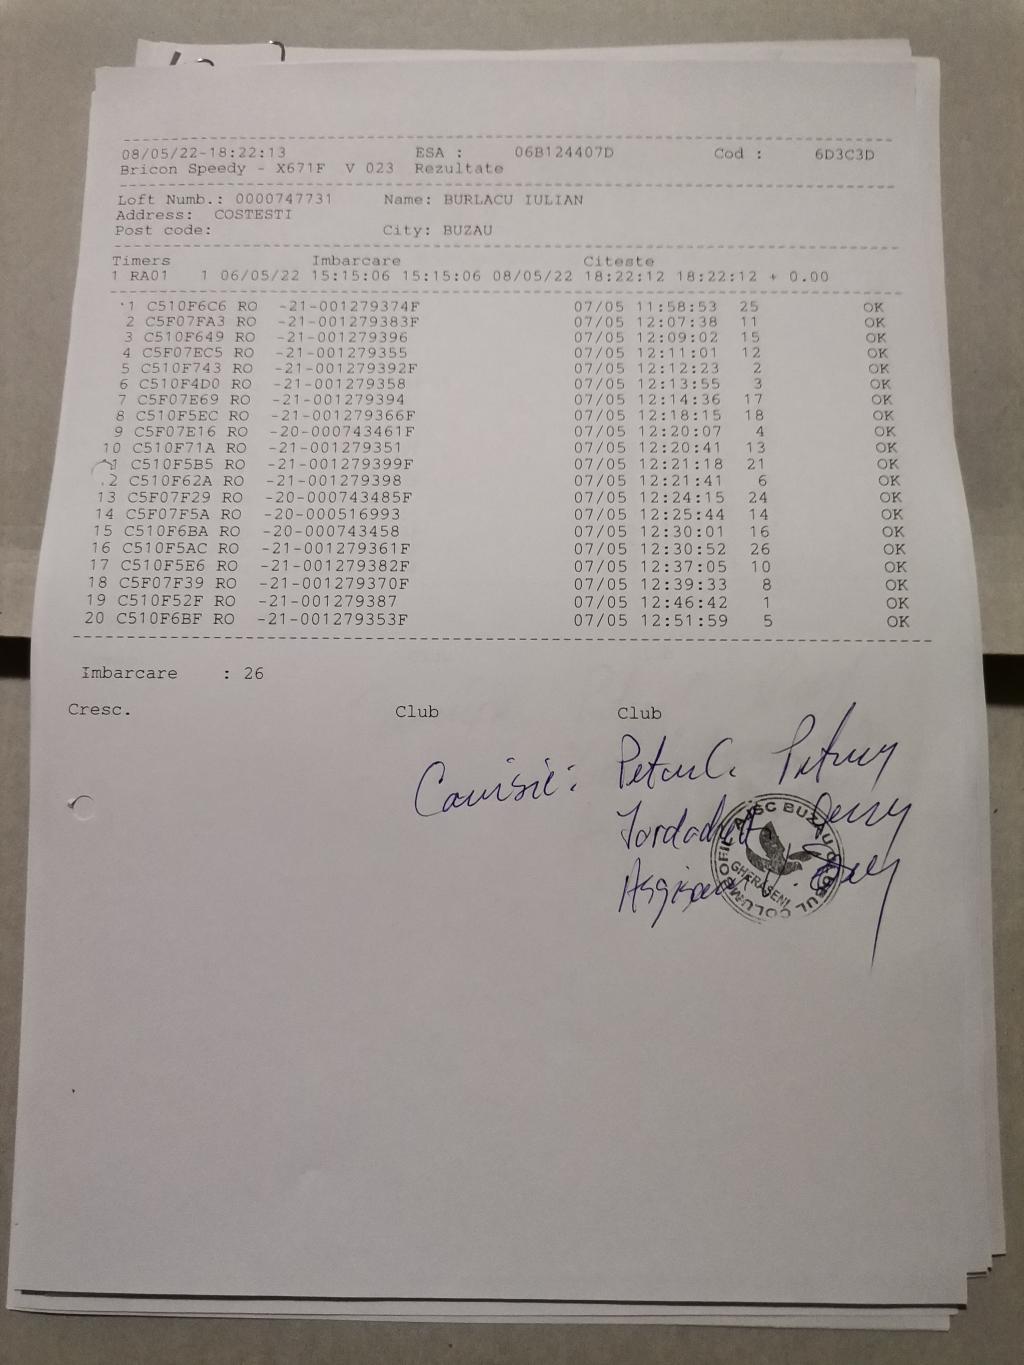 08/05/22-18:22:13 ESA : 06B124407D Cod : 6D3C3D
Bricon Speedy - X671F V 023 Rezultate
Loft Numb.: 0000747731 Name: BURLACU IULIAN
Address: COSTESTI
Post code: City: BUZAU
Timers Imbarcare Citeste
1 RA01 1 06/05/22 15:15:06 15:15:06 08/05/22 18:22:12 18:22:12 + 0.00
1 C510F6C6 RO -21-001279374F 07/05 11:58:53 25 OK
2 C5F07FA3 RO -21-001279383F 07/05 12:07:38 11 OK
3 C510F649 RO -21-001279396 07/05 12:09:02 15 OK
4 C5F07EC5 RO -21-001279355 07/05 12:11:01 12 OK
5 C510F743 RO -21-001279392F 07/05 12:12:23 2 OK
6 C510F4D0 RO -21-001279358 07/05 12:13:55 3 OK
7 C5F07E69 RO -21-001279394 07/05 12:14:36 17 OK
8 C510F5EC RO -21-001279366F 07/05 12:18:15 18 OK
9 C5F07E16 RO -20-000743461F 07/05 12:20:07 4 OK
10 C510F71A RO -21-001279351 07/05 12:20:41 13 OK
C510F5B5 RO -21-001279399F 07/05 12:21:18 21 OK
2 C510F62A RO -21-001279398 07/05 12:21:41 6 OK
13 C5F07F29 RO -20-000743485F 07/05 12:24:15 24 OK
14 C5F07F5A RO -20-000516993 07/05 12:25:44 14 OK
15 C510F6BA RO -20-000743458 07/05 12:30:01 16 OK
16 C510F5AC RO -21-001279361F 07/05 12:30:52 26 OK
17 C510F5E6 RO -21-001279382F 07/05 12:37:05 10 OK
18 C5F07F39 RO -21-001279370F 07/05 12:39:33 8 OK
19 C510F52F RO -21-001279387 07/05 12:46:42 1 OK
20 C510F6BF RO -21-001279353F 07/05 12:51:59 5 OK
Imbarcare : 26
Cresc. Club Club
GHERASENI